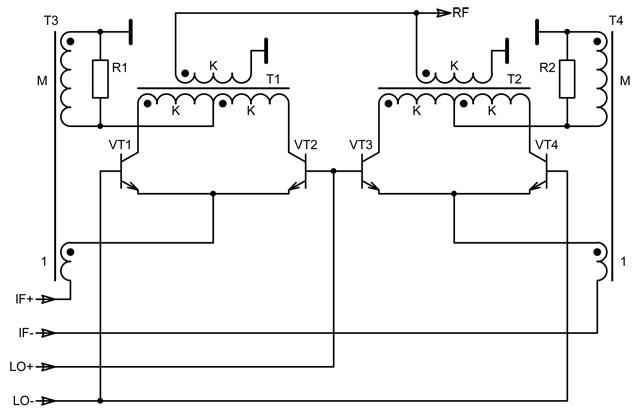 T3 RF T4
K K
R1 R2
M T1 T2 M
K K K K
VT1 VT2 VT3 VT4
1 1
IF+
IF-
LO+
LO-